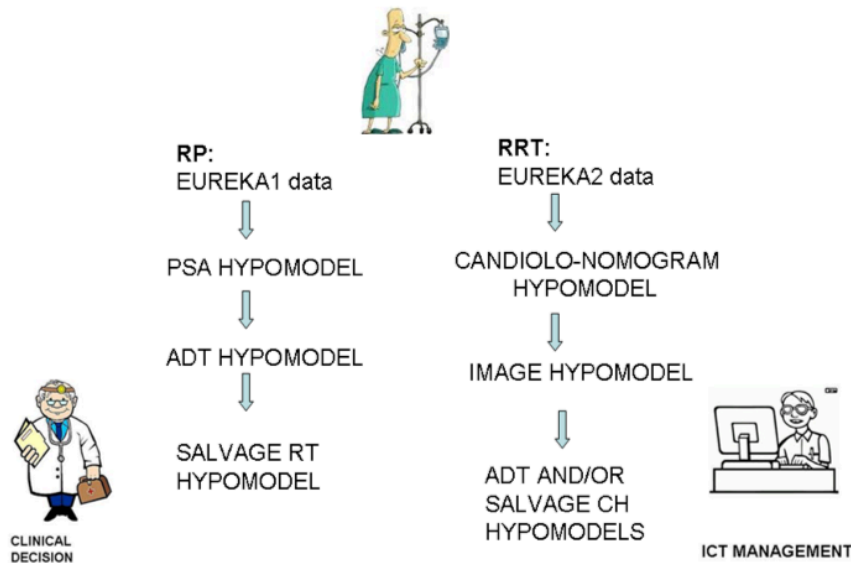 RP:
EUREKA1 data
PSA HYPOMODEL
ADT HYPOMODEL
SALVAGE RT
HYPOMODEL
RRT:
EUREKA2 data
CANDIOLO-NOMOGRAM
HYPOMODEL
IMAGE HYPOMODEL
ADT AND/OR
SALVAGE CH
HYPOMODELS
CLINICAL
DECISION
ICT MANAGEMENT